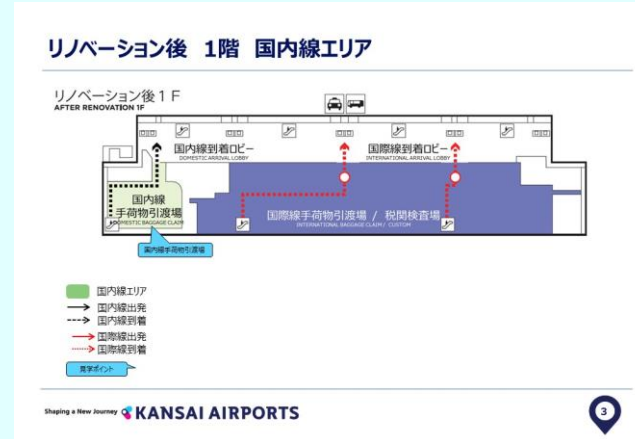 リノベーション後 1階 国内線エリア
リノベーション後1F
AFTER RENOVATION 1F
国内線到着ロビー
DOMESTIC ARRIVAL LOBBY
国際線到着ロビー
INTERNATIONAL ARRIVAL LOBBY
国内線
手荷物引渡場
DOMESTIC BAGGAGE CLAIM
国際線手荷物引渡場 / 税関検査場
INTERNATIONAL BAGGAGE CLAIM / CUSTOM
国内線手荷物引渡場
国内線エリア
国内線出発
国内線到着
国際線出発
国際線到着
見学ポイント
Shaping a New Journey KANSAI AIRPORTS
3